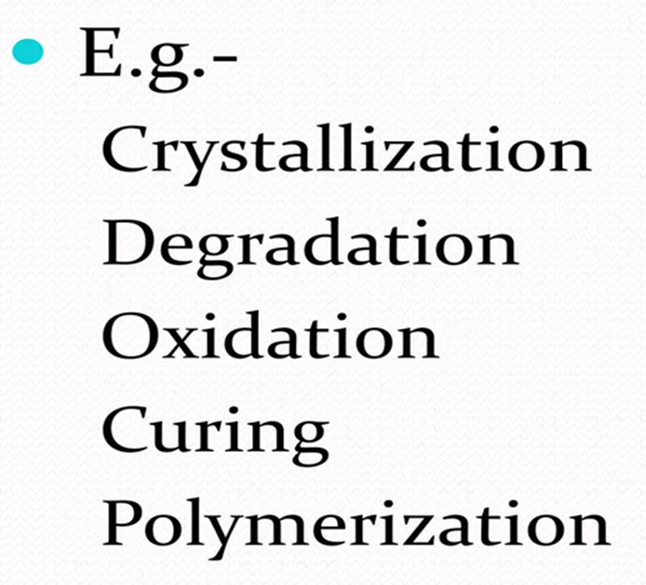 • E.g.-
Crystallization
Degradation
Oxidation
Curing
Polymerization